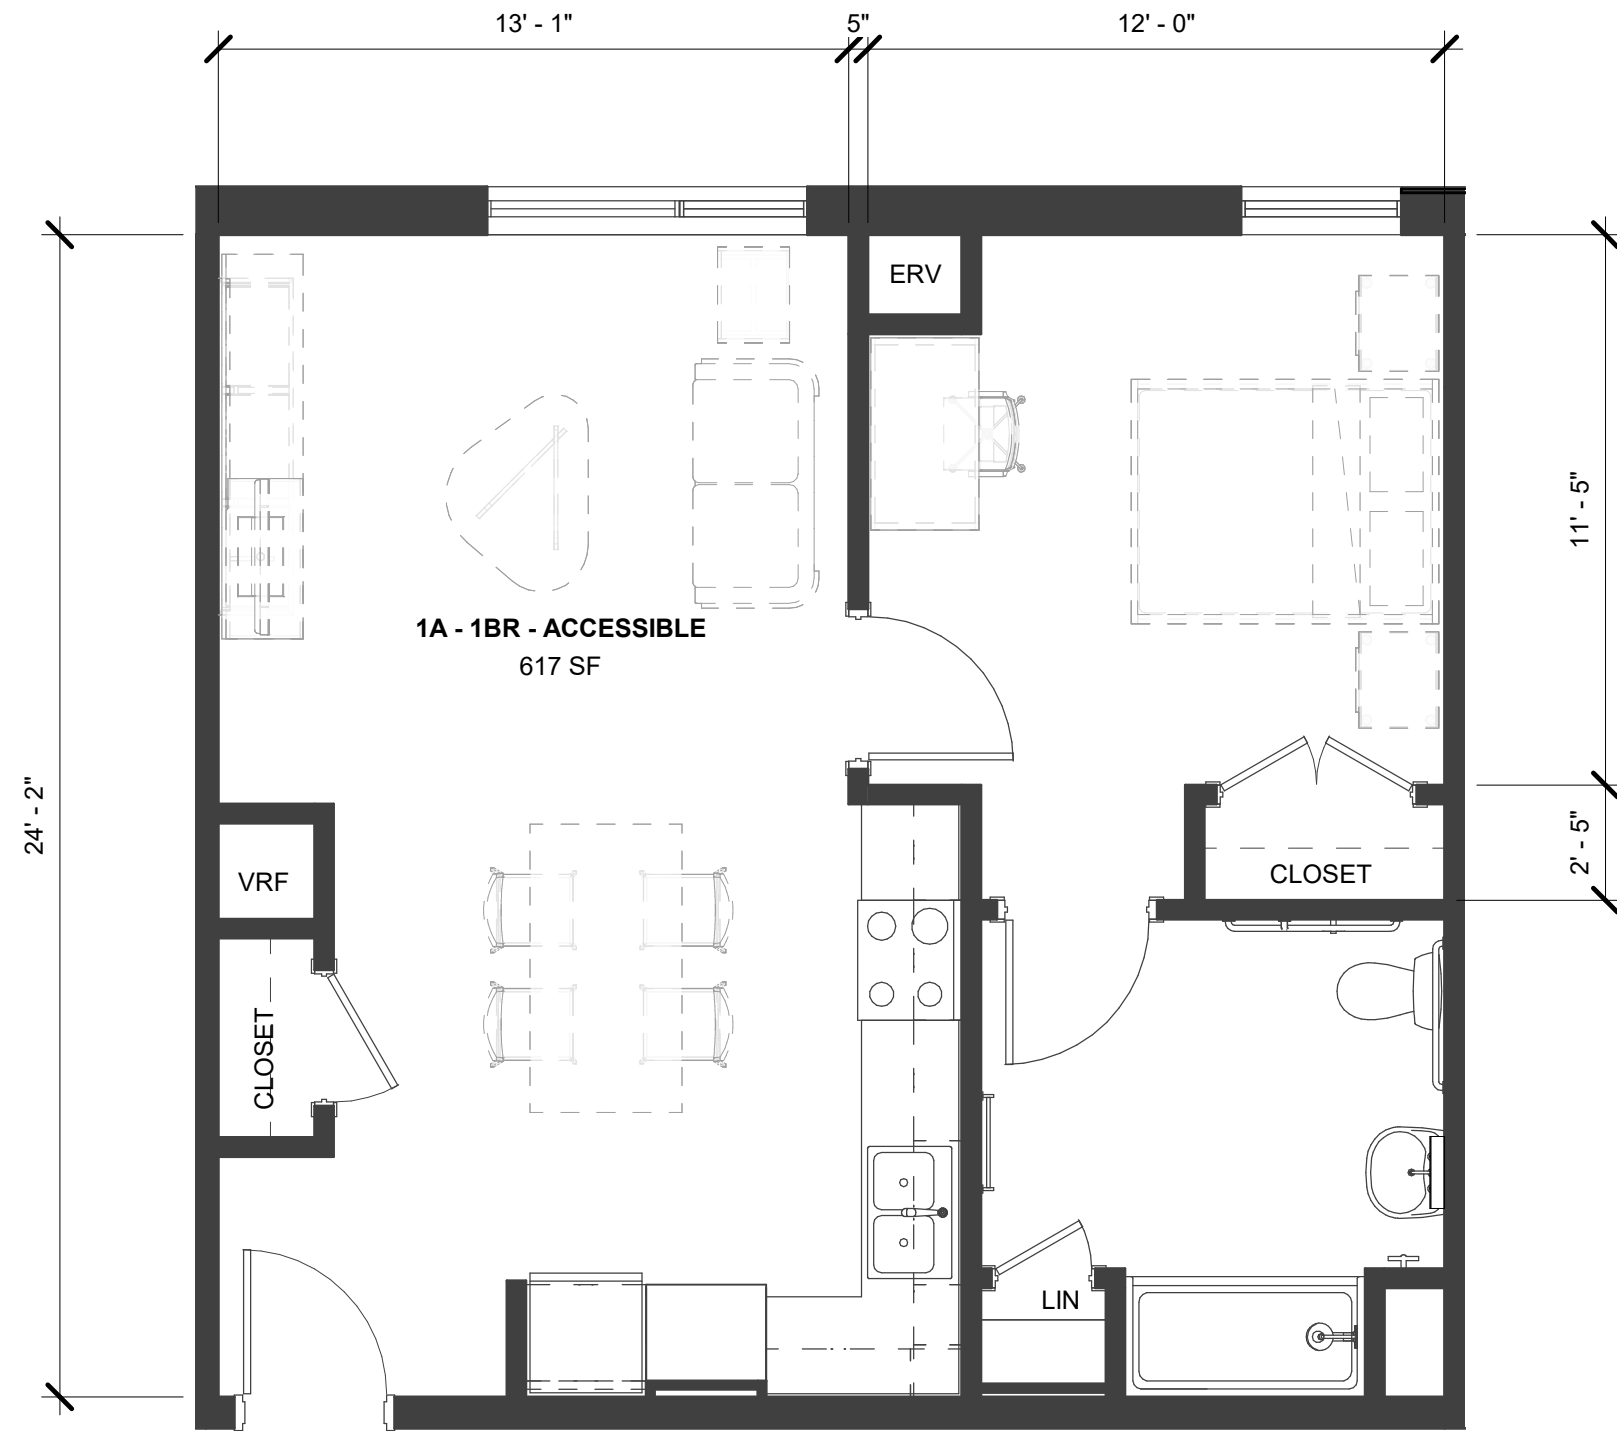 13' - 1"
5"
12' - 0"
ERV
11' - 5"
1A - 1BR - ACCESSIBLE
617 SF
24' - 2"
2' - 5"
VRF
CLOSET
CLOSET
LIN